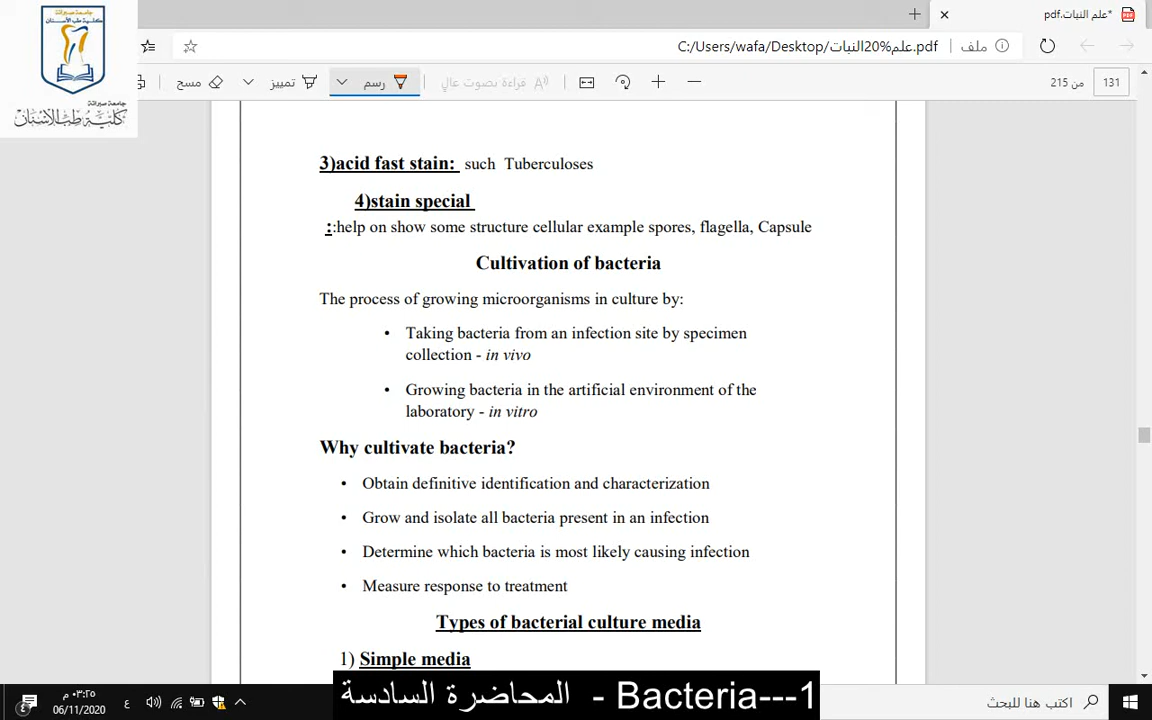 علم النبات.pdf*
C:/Users/wafa/Desktop/علم%20النبات.pdf
ملف
مسح
تمييز
رسم
قراءة بصوت عالٍ
131
من 215
جامعة صبراتة
كلية طب الأسنان
3)acid fast stain: such Tuberculoses
4)stain special
::help on show some structure cellular example spores, flagella, Capsule
Cultivation of bacteria
The process of growing microorganisms in culture by:
• Taking bacteria from an infection site by specimen
collection - in vivo
• Growing bacteria in the artificial environment of the
laboratory - in vitro
Why cultivate bacteria?
• Obtain definitive identification and characterization
• Grow and isolate all bacteria present in an infection
• Determine which bacteria is most likely causing infection
• Measure response to treatment
Types of bacterial culture media
1) Simple media
المحاضرة السادسة - Bacteria---1
٠٣:٢٥ م
06/11/2020
ع
اكتب هنا للبحث